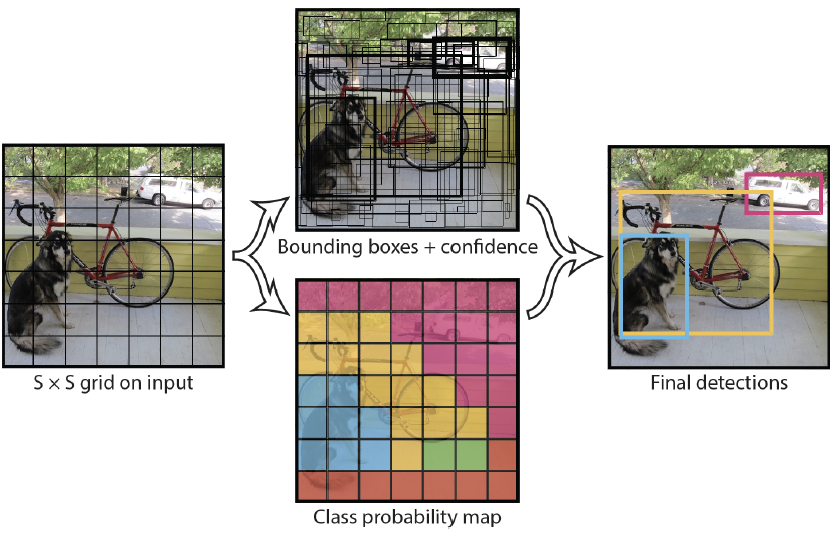 S × S grid on input
Bounding boxes + confidence
Class probability map
Final detections